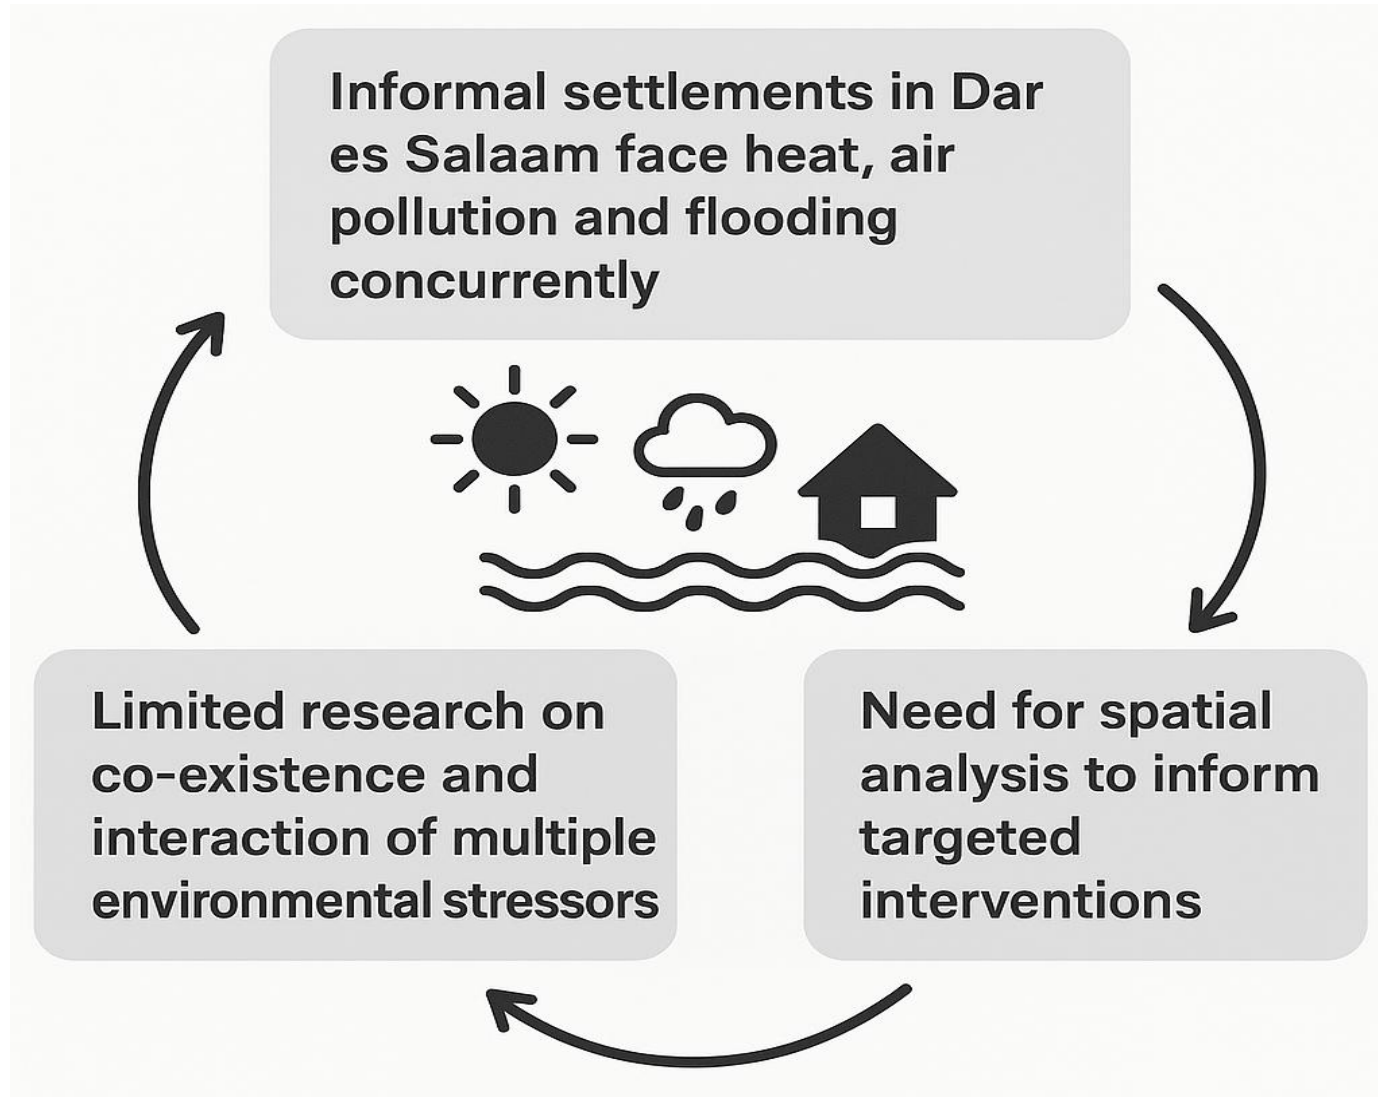 Informal settlements in Dar
es Salaam face heat, air
pollution and flooding
concurrently
Limited research on
co-existence and
interaction of multiple
environmental stressors
Need for spatial
analysis to inform
targeted
interventions